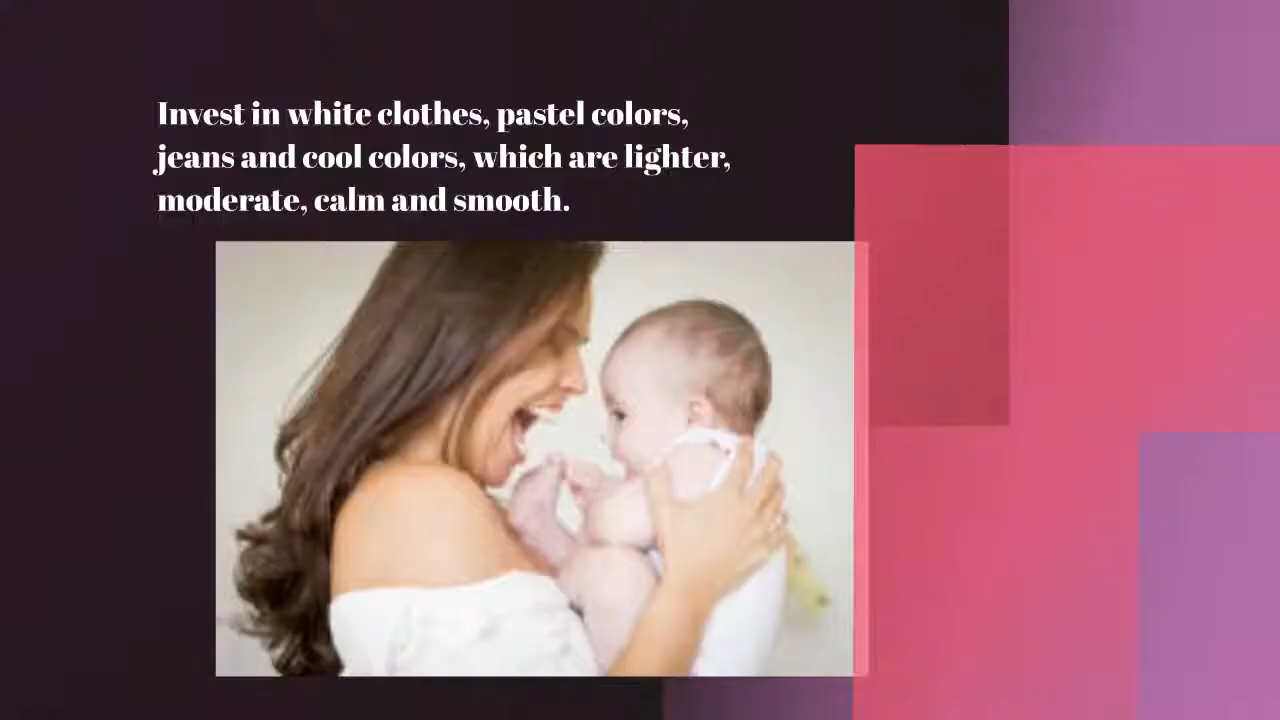 Invest in white clothes, pastel colors,
jeans and cool colors, which are lighter,
moderate, calm and smooth.